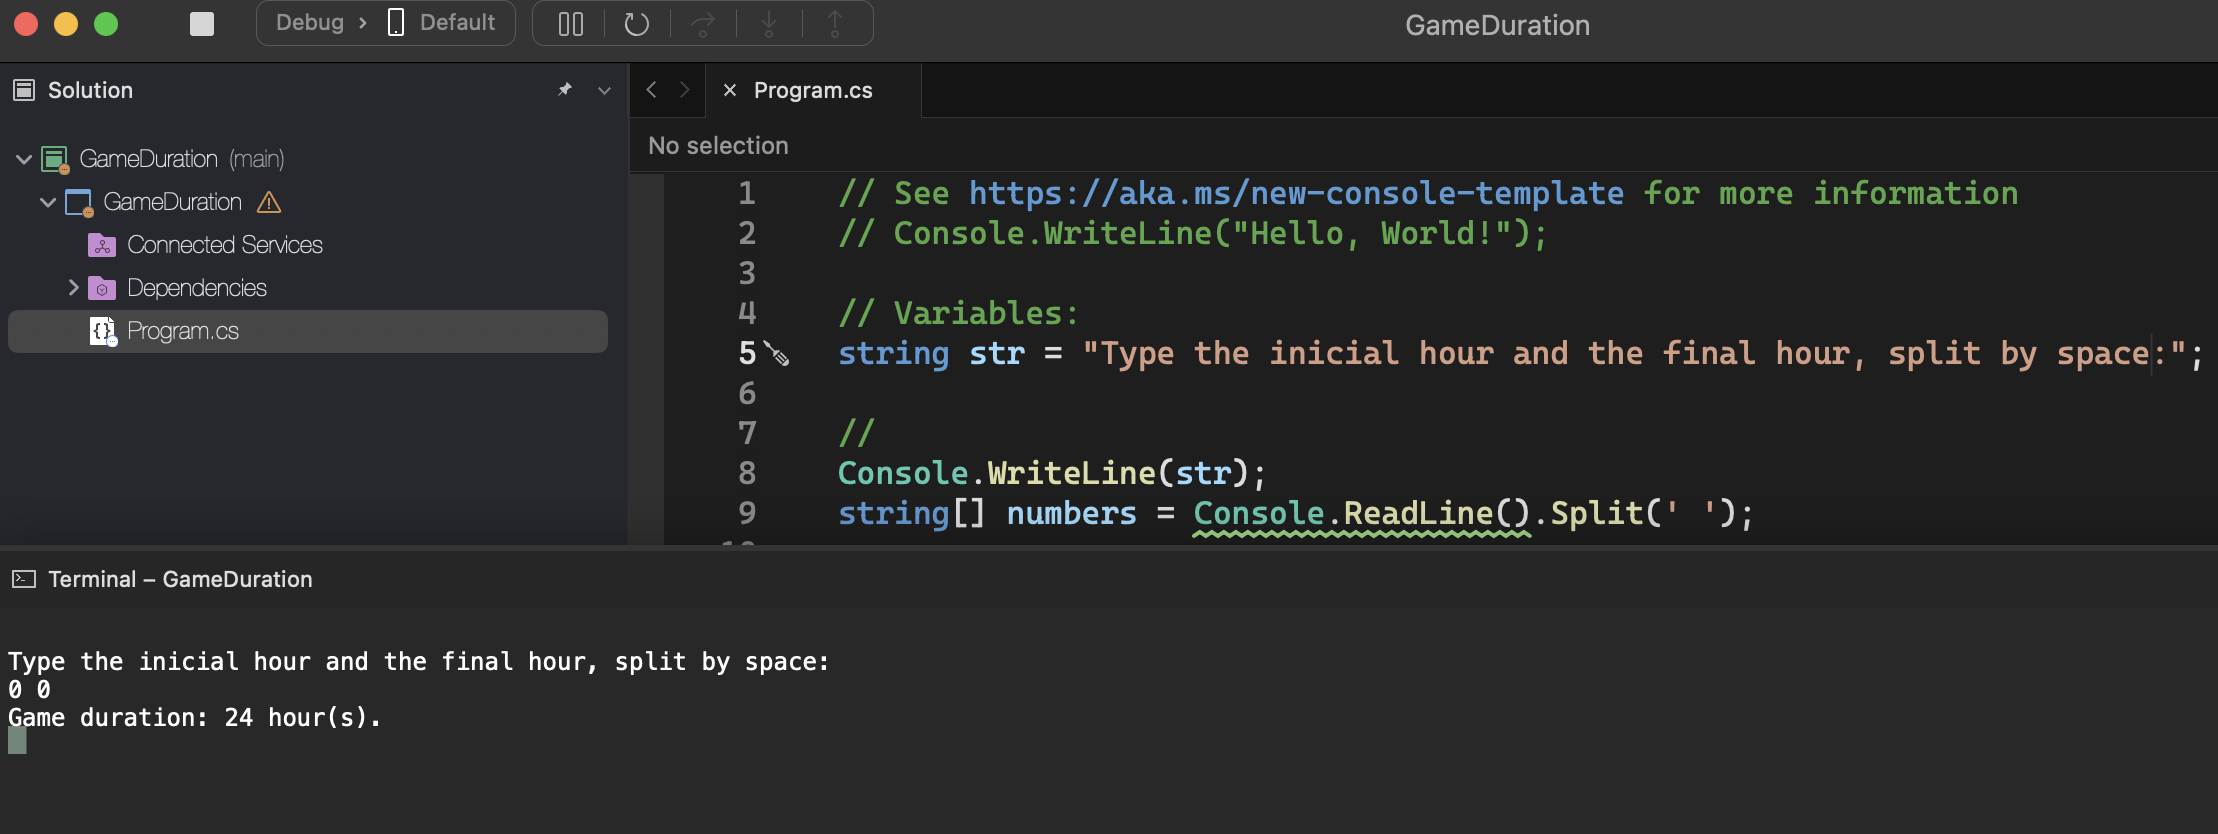 Debug › Default
GameDuration
Solution
Program.cs
No selection
GameDuration (main)
GameDuration
Connected Services
Dependencies
Program.cs
1 // See https://aka.ms/new-console-template for more information
2 // Console.WriteLine("Hello, World!");
3
4 // Variables:
5 string str = "Type the inicial hour and the final hour, split by space:";
6
7 //
8 Console.WriteLine(str);
9 string[] numbers = Console.ReadLine().Split(' ');
Terminal – GameDuration
Type the inicial hour and the final hour, split by space:
0 0
Game duration: 24 hour(s).